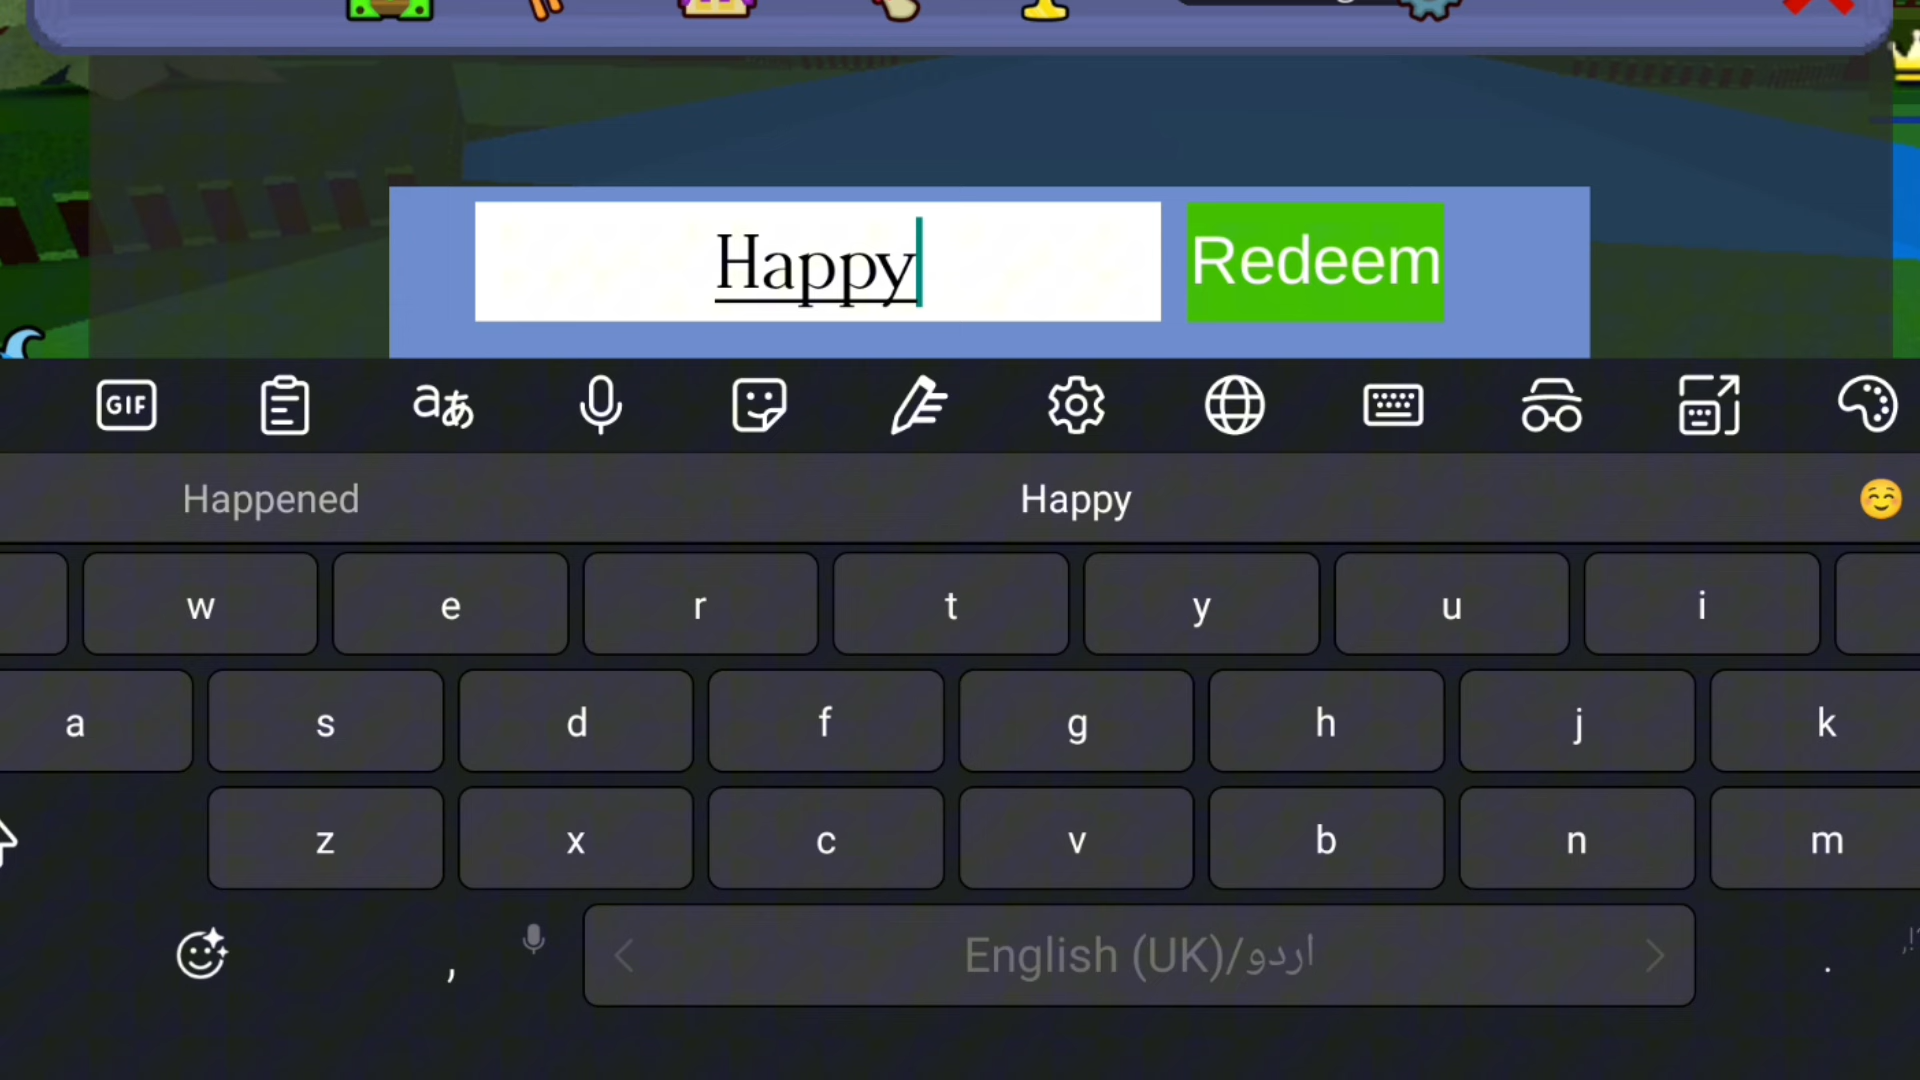 Happy
Redeem
GIF
aあ
Happened
Happy
w e r t y u i
a s d f g h j k
z x c v b n m
, English (UK)/اردو . ,!?